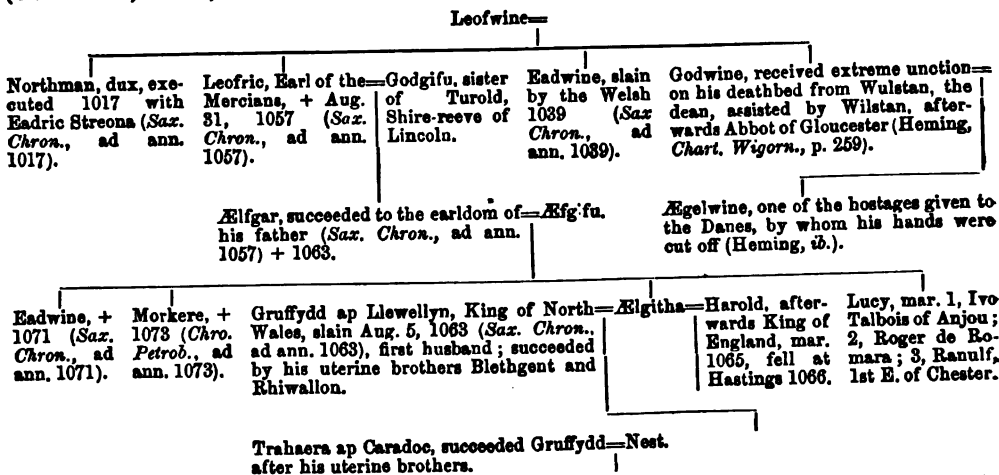 Leofwine=
Northman, dux, exe-
cuted 1017 with
Eadric Streona (Sax.
Chron., ad ann.
1017).
Leofric, Earl of the=
Mercians, + Aug.
31, 1057 (Sax.
Chron., ad ann.
1057).
Godgifu, sister
of Turold,
Shire-reeve of
Lincoln.
Eadwine, slain
by the Welsh
1039 (Sax
Chron., ad
ann. 1039).
Godwine, received extreme unction=
on his deathbed from Wulstan, the
dean, assisted by Wilstan, after-
wards Abbot of Gloucester (Heming,
Chart. Wigorn., p. 259).
Ælfgar, succeeded to the earldom of=Æfg:fu.
his father (Sax. Chron., ad ann.
1057) + 1063.
Ægelwine, one of the hostages given to
the Danes, by whom his hands were
cut off (Heming, ib.).
Eadwine, +
1071 (Sax.
Chron., ad
ann. 1071).
Morkere, +
1073 (Chro.
Petrob., ad
ann. 1073).
Gruffydd ap Llewellyn, King of North=Ælgitha=
Wales, slain Aug. 5, 1063 (Sax. Chron.,
ad ann. 1063), first husband; succeeded
by his uterine brothers Blethgent and
Rhiwallon.
Harold, after-
wards King of
England, mar.
1065, fell at
Hastings 1066.
Lucy, mar. 1, Ivo
Talbois of Anjou;
2, Roger de Ro-
mara; 3, Ranulf,
1st E. of Chester.
Trahaera ap Caradoc, succeeded Gruffydd=Nest.
after his uterine brothers.